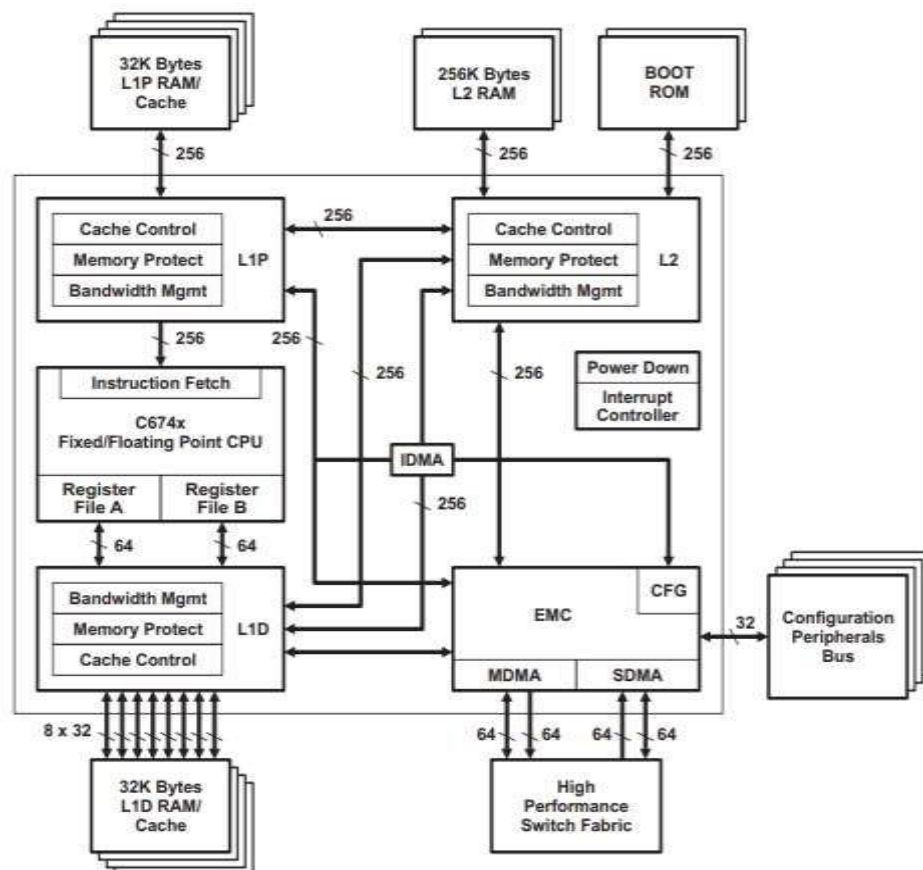 32K Bytes
L1P RAM/
Cache
256K Bytes
L2 RAM
BOOT
ROM
256
256
256
Cache Control
Memory Protect
Bandwidth Mgmt
L1P
256
Cache Control
Memory Protect
Bandwidth Mgmt
L2
256
256
256
256
Power Down
Interrupt
Controller
Instruction Fetch
C674x
Fixed/Floating Point CPU
Register
File A
Register
File B
IDMA
256
64
64
Bandwidth Mgmt
Memory Protect
Cache Control
L1D
EMC
CFG
MDMA
SDMA
32
Configuration
Peripherals
Bus
8 x 32
64
64
64
64
32K Bytes
L1D RAM/
Cache
High
Performance
Switch Fabric